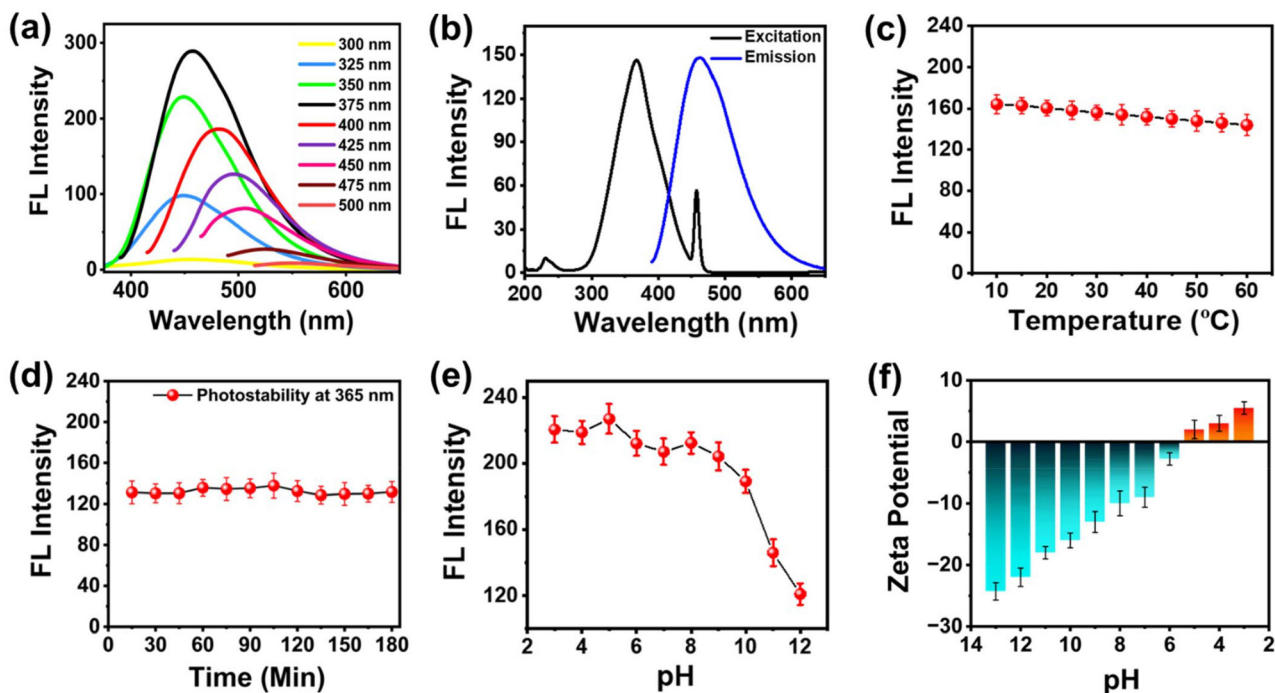 (a)
FL Intensity
300
200
100
0
400
500
600
Wavelength (nm)
300 nm
325 nm
350 nm
375 nm
400 nm
425 nm
450 nm
475 nm
500 nm
(b)
FL Intensity
150
120
90
60
30
0
200
300
400
500
600
Wavelength (nm)
Excitation
Emission
(c)
FL Intensity
240
200
160
120
80
40
0
10
20
30
40
50
60
Temperature (°C)
(d)
FL Intensity
240
200
160
120
80
40
0
0
30
60
90
120
150
180
Time (Min)
Photostability at 365 nm
(e)
FL Intensity
240
200
160
120
2
4
6
8
10
12
pH
(f)
Zeta Potential
10
0
−10
−20
−30
14
12
10
8
6
4
2
pH